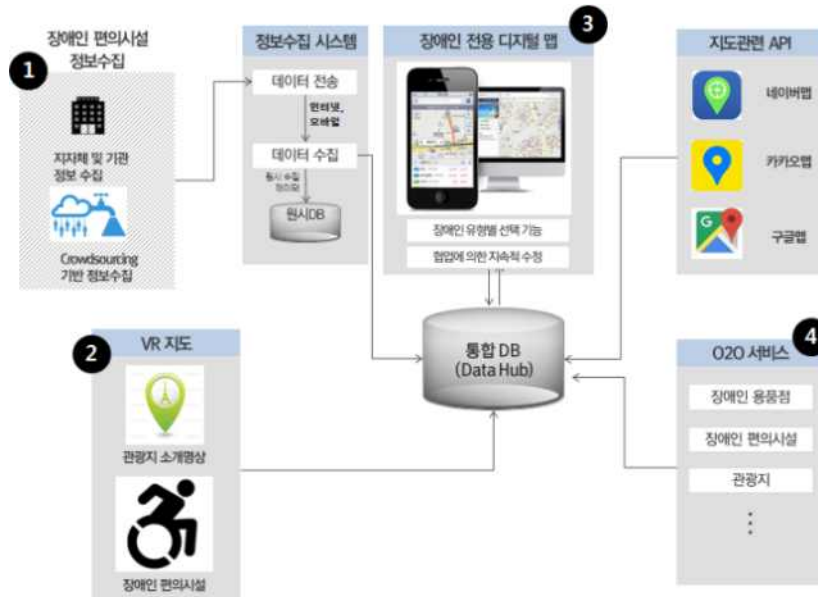 1
장애인 편의시설
정보수집
지자체 및 기관
정보 수집
Crowdsourcing
기반 정보수집
정보수집 시스템
데이터 전송
인터넷,
모바일
데이터 수집
원시DB
3
장애인 전용 디지털 맵
장애인 유형별 선택 기능
협업에 의한 지속적 수정
지도관련 API
네이버맵
카카오맵
구글맵
2
VR 지도
관광지 소개영상
장애인 편의시설
통합 DB
(Data Hub)
4
O2O 서비스
장애인 용품점
장애인 편의시설
관광지
⋮